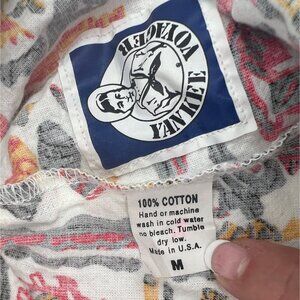 VOYAGER
YANKEE
100% COTTON
Hand or machine
wash in cold water
no bleach. Tumble
dry low.
Made in U.S.A.
M